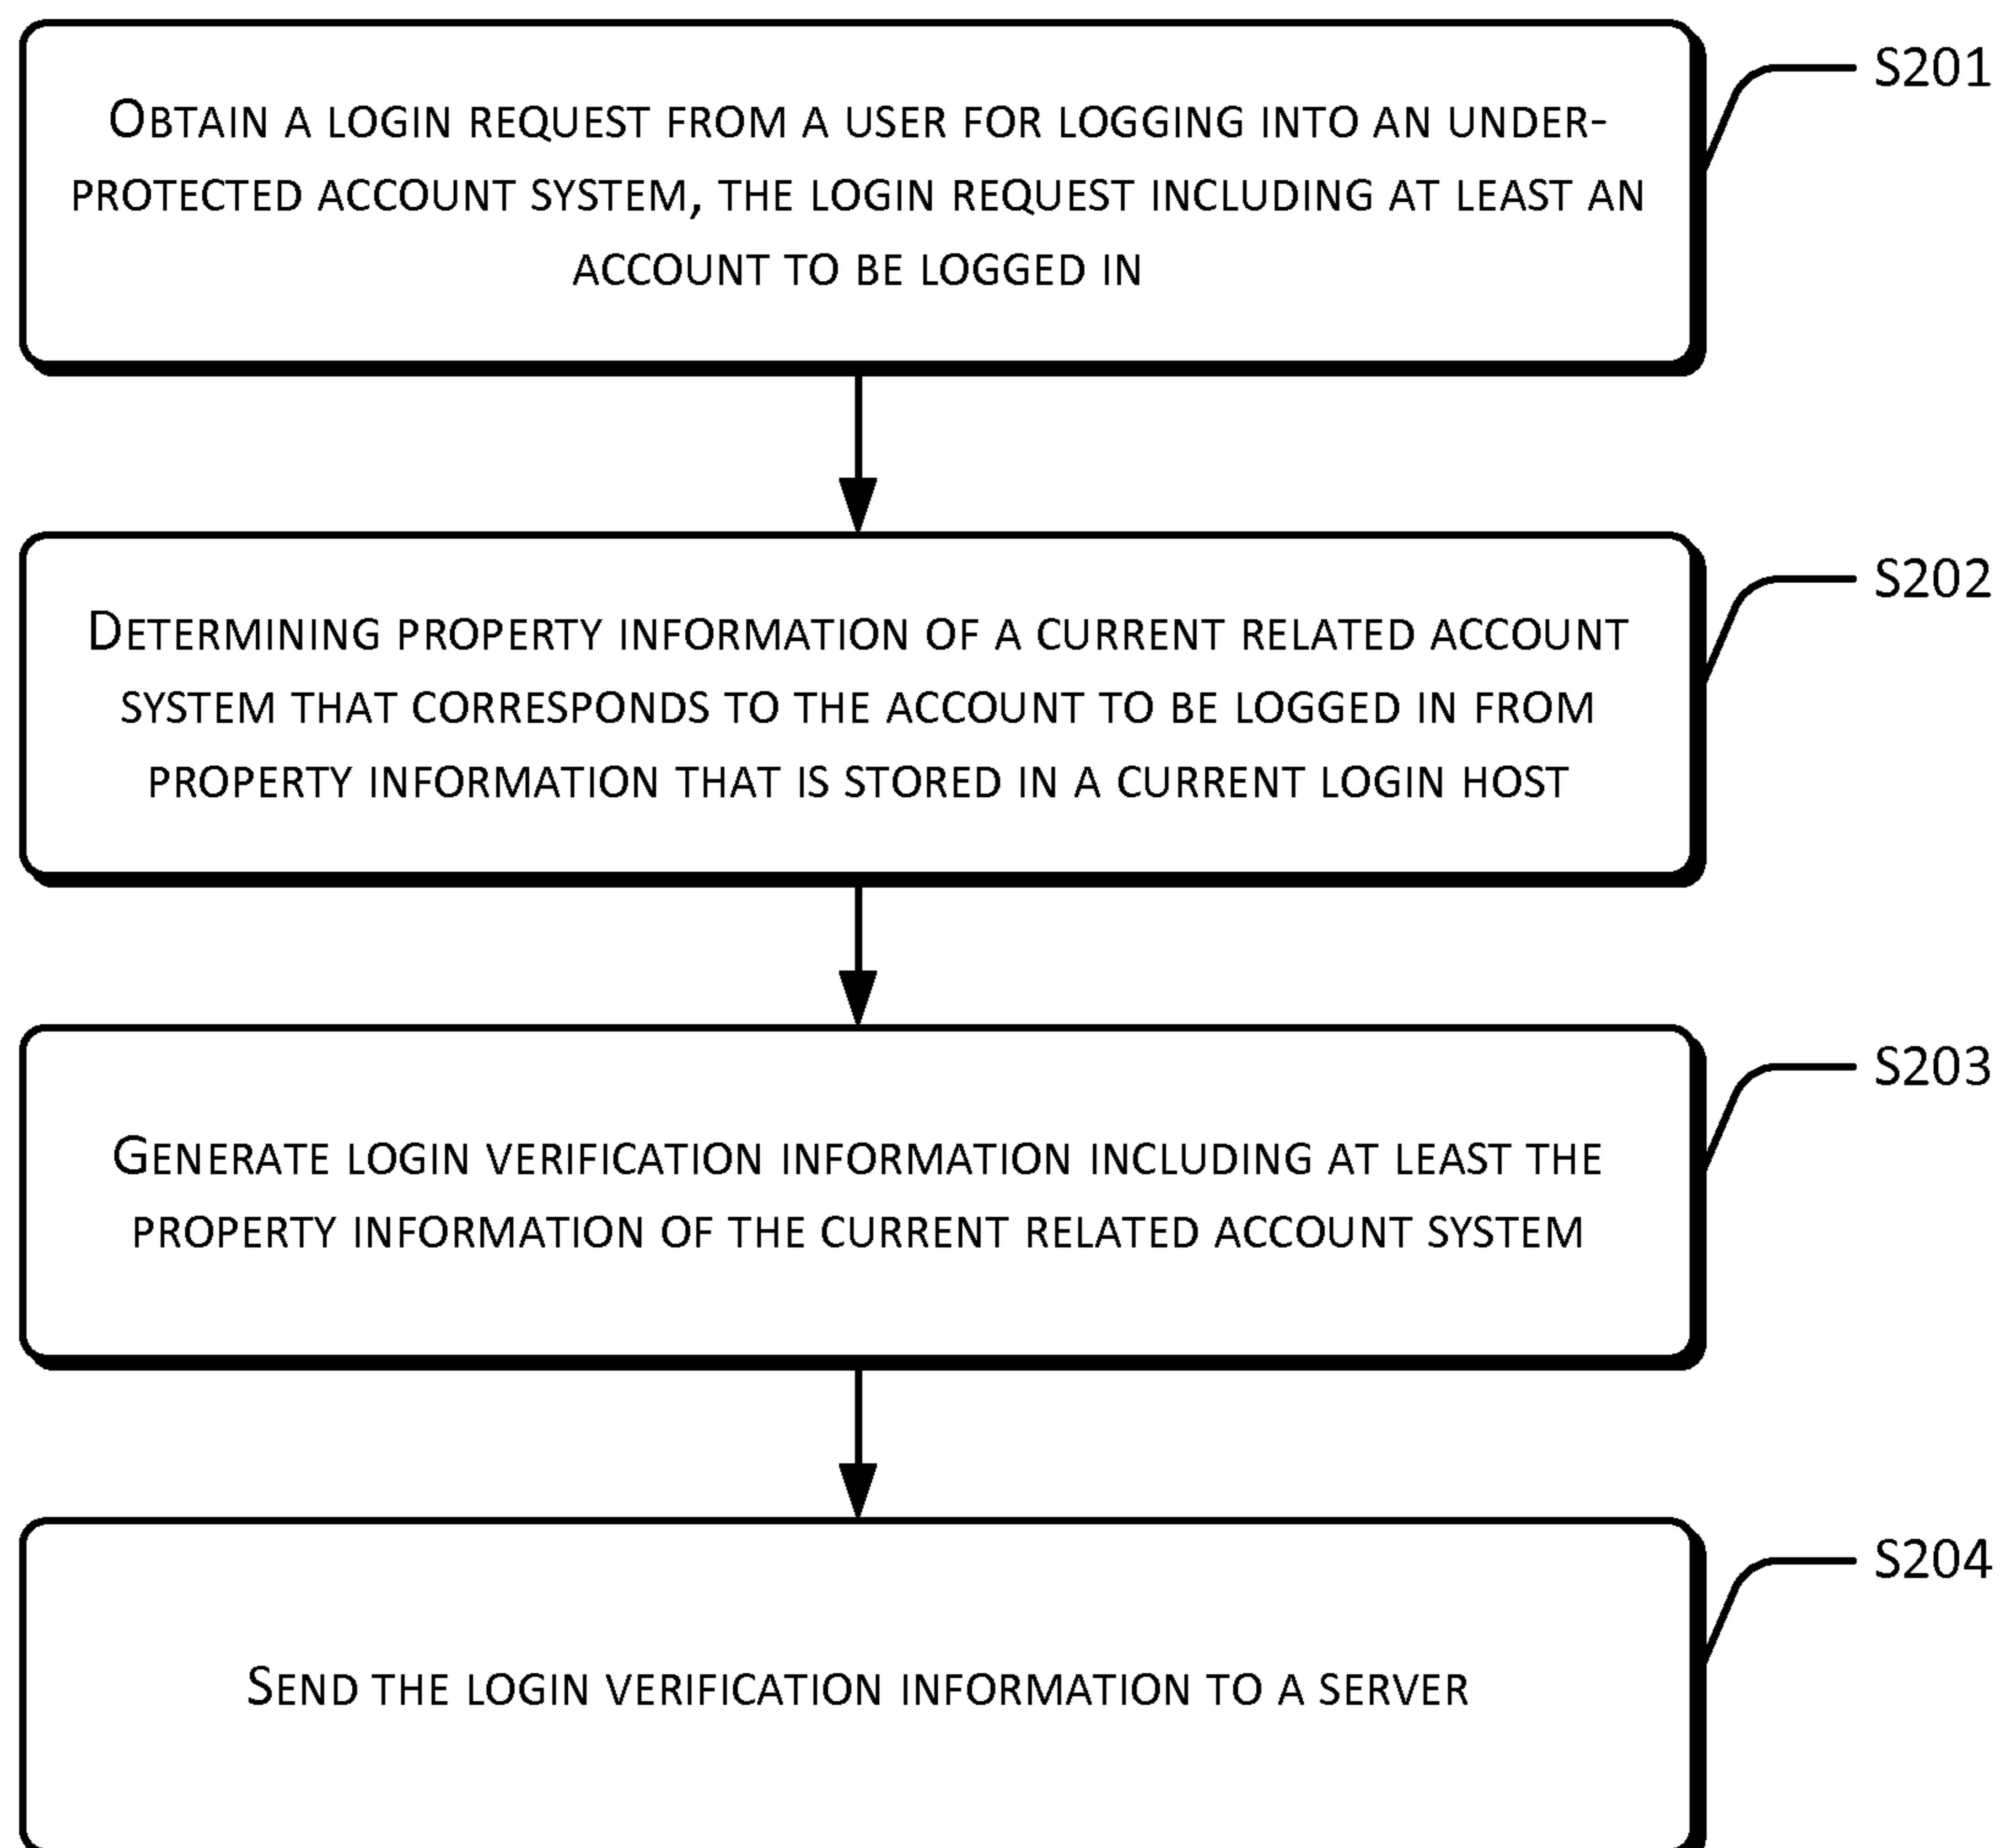 S201
OBTAIN A LOGIN REQUEST FROM A USER FOR LOGGING INTO AN UNDER-
PROTECTED ACCOUNT SYSTEM, THE LOGIN REQUEST INCLUDING AT LEAST AN
ACCOUNT TO BE LOGGED IN
S202
DETERMINING PROPERTY INFORMATION OF A CURRENT RELATED ACCOUNT
SYSTEM THAT CORRESPONDS TO THE ACCOUNT TO BE LOGGED IN FROM
PROPERTY INFORMATION THAT IS STORED IN A CURRENT LOGIN HOST
S203
GENERATE LOGIN VERIFICATION INFORMATION INCLUDING AT LEAST THE
PROPERTY INFORMATION OF THE CURRENT RELATED ACCOUNT SYSTEM
S204
SEND THE LOGIN VERIFICATION INFORMATION TO A SERVER